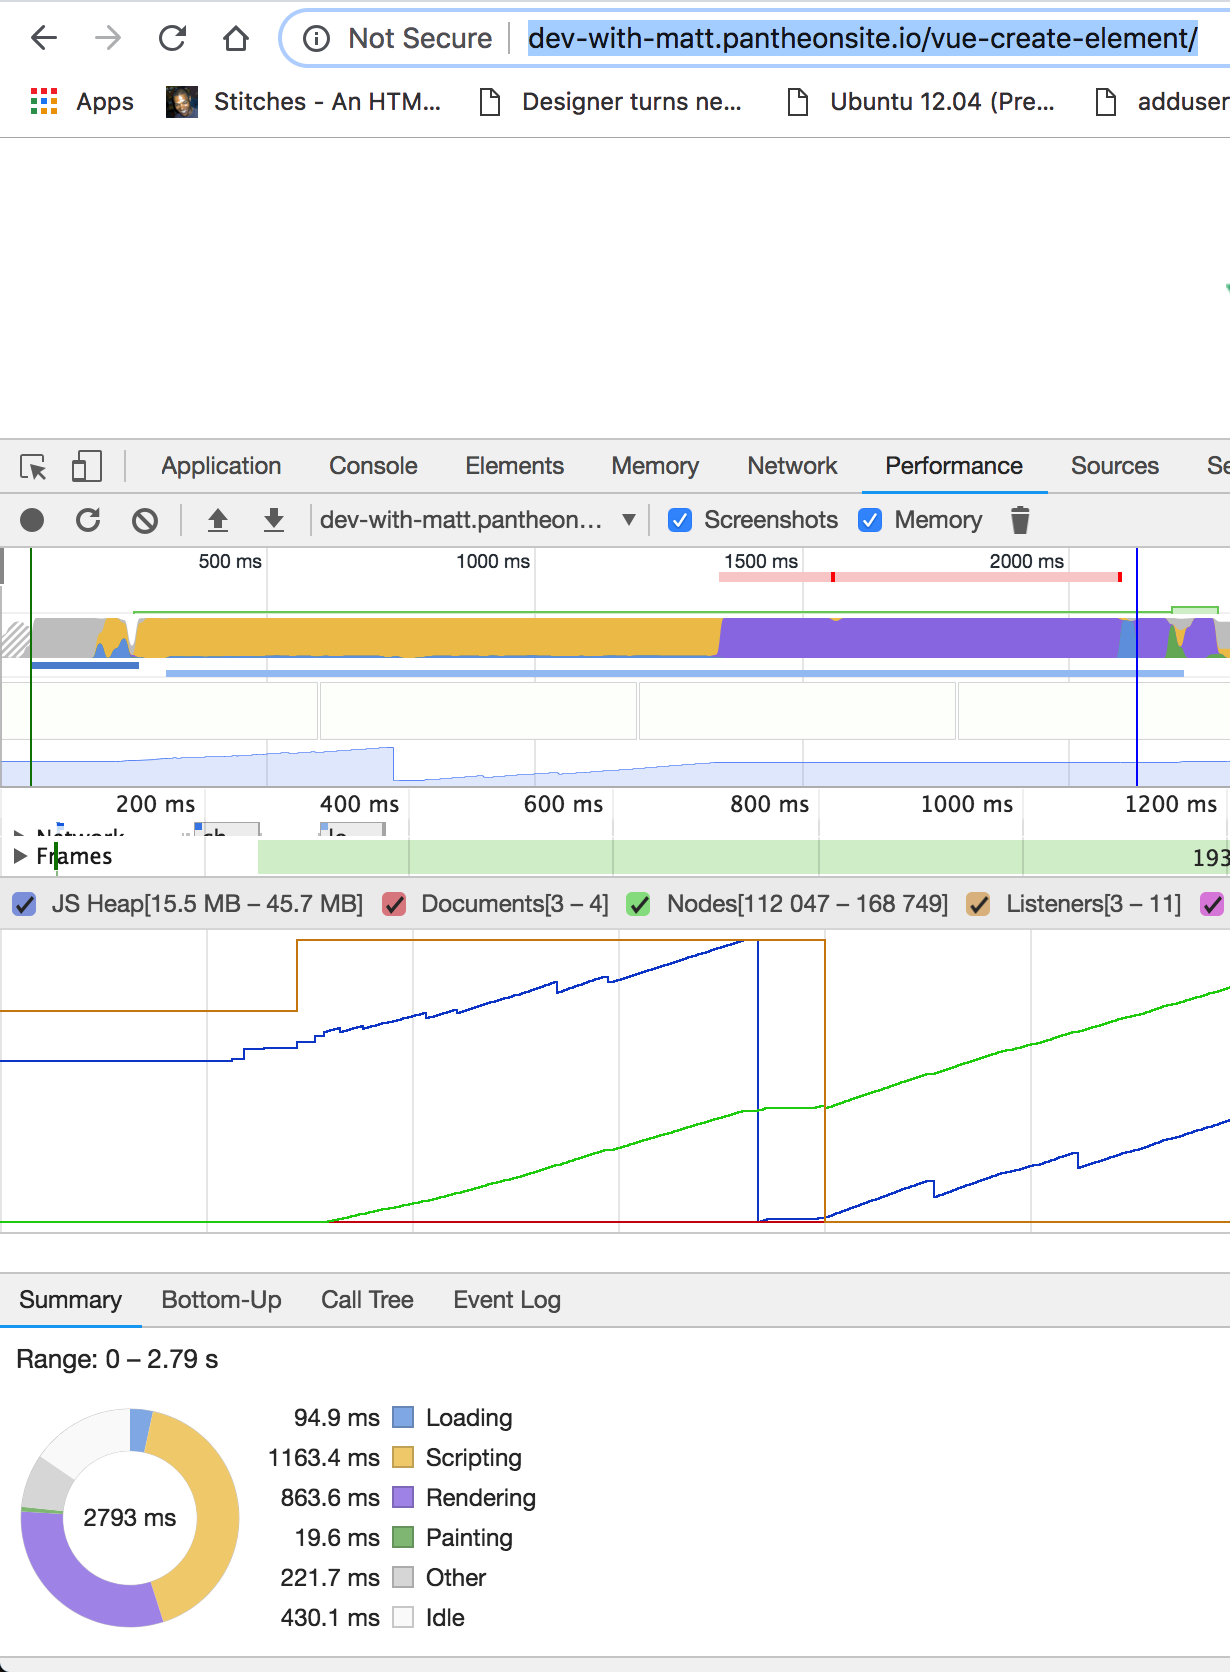 Not Secure dev-with-matt.pantheonsite.io/vue-create-element/
Apps Stitches - An HTM... Designer turns ne... Ubuntu 12.04 (Pre... adduser
Application Console Elements Memory Network Performance Sources Se
dev-with-matt.pantheon... Screenshots Memory
500 ms 1000 ms 1500 ms 2000 ms
200 ms 400 ms 600 ms 800 ms 1000 ms 1200 ms
Network
Frames 193
JS Heap[15.5 MB – 45.7 MB] Documents[3 – 4] Nodes[112 047 – 168 749] Listeners[3 – 11]
Summary Bottom-Up Call Tree Event Log
Range: 0 – 2.79 s
2793 ms
94.9 ms Loading
1163.4 ms Scripting
863.6 ms Rendering
19.6 ms Painting
221.7 ms Other
430.1 ms Idle